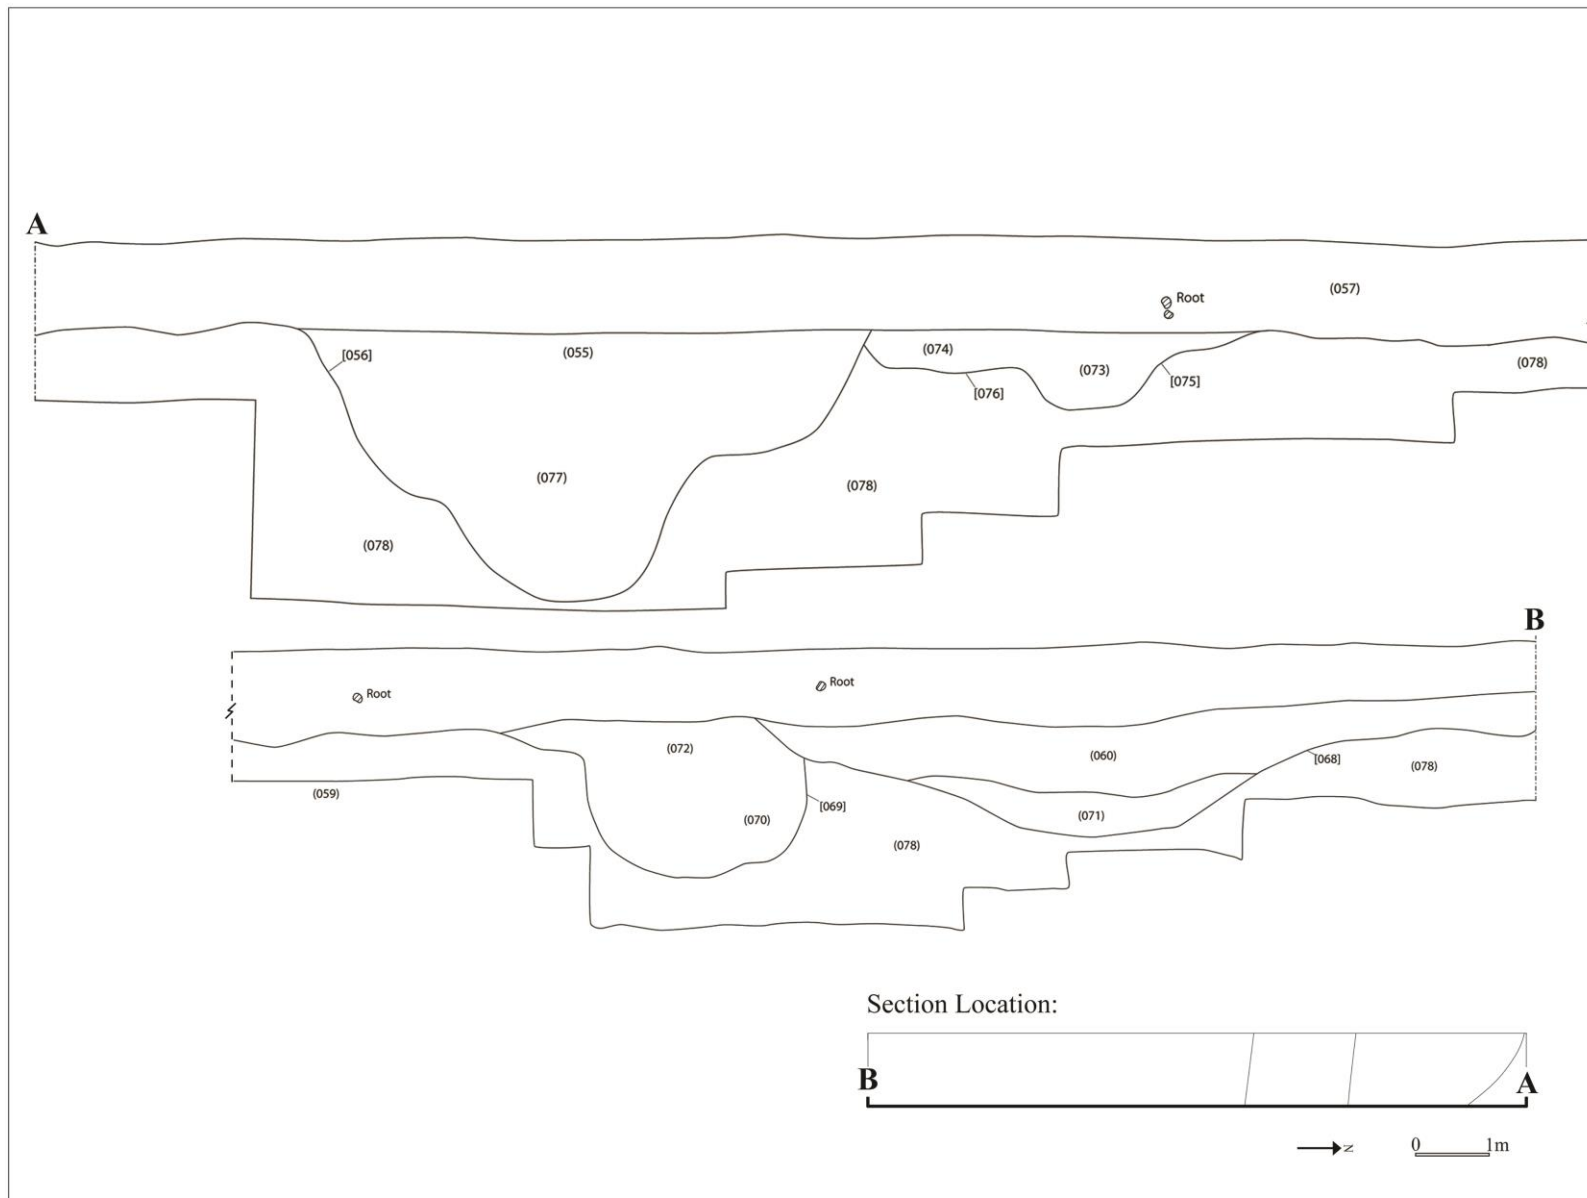 A
Root
(057)
[056]
(055)
(074)
(073)
(078)
[076]
[075]
(077)
(078)
(078)
B
Root
Root
(072)
(060)
[068]
(078)
(059)
(070)
[069]
(071)
(078)
Section Location:
B
A
N
0 1m